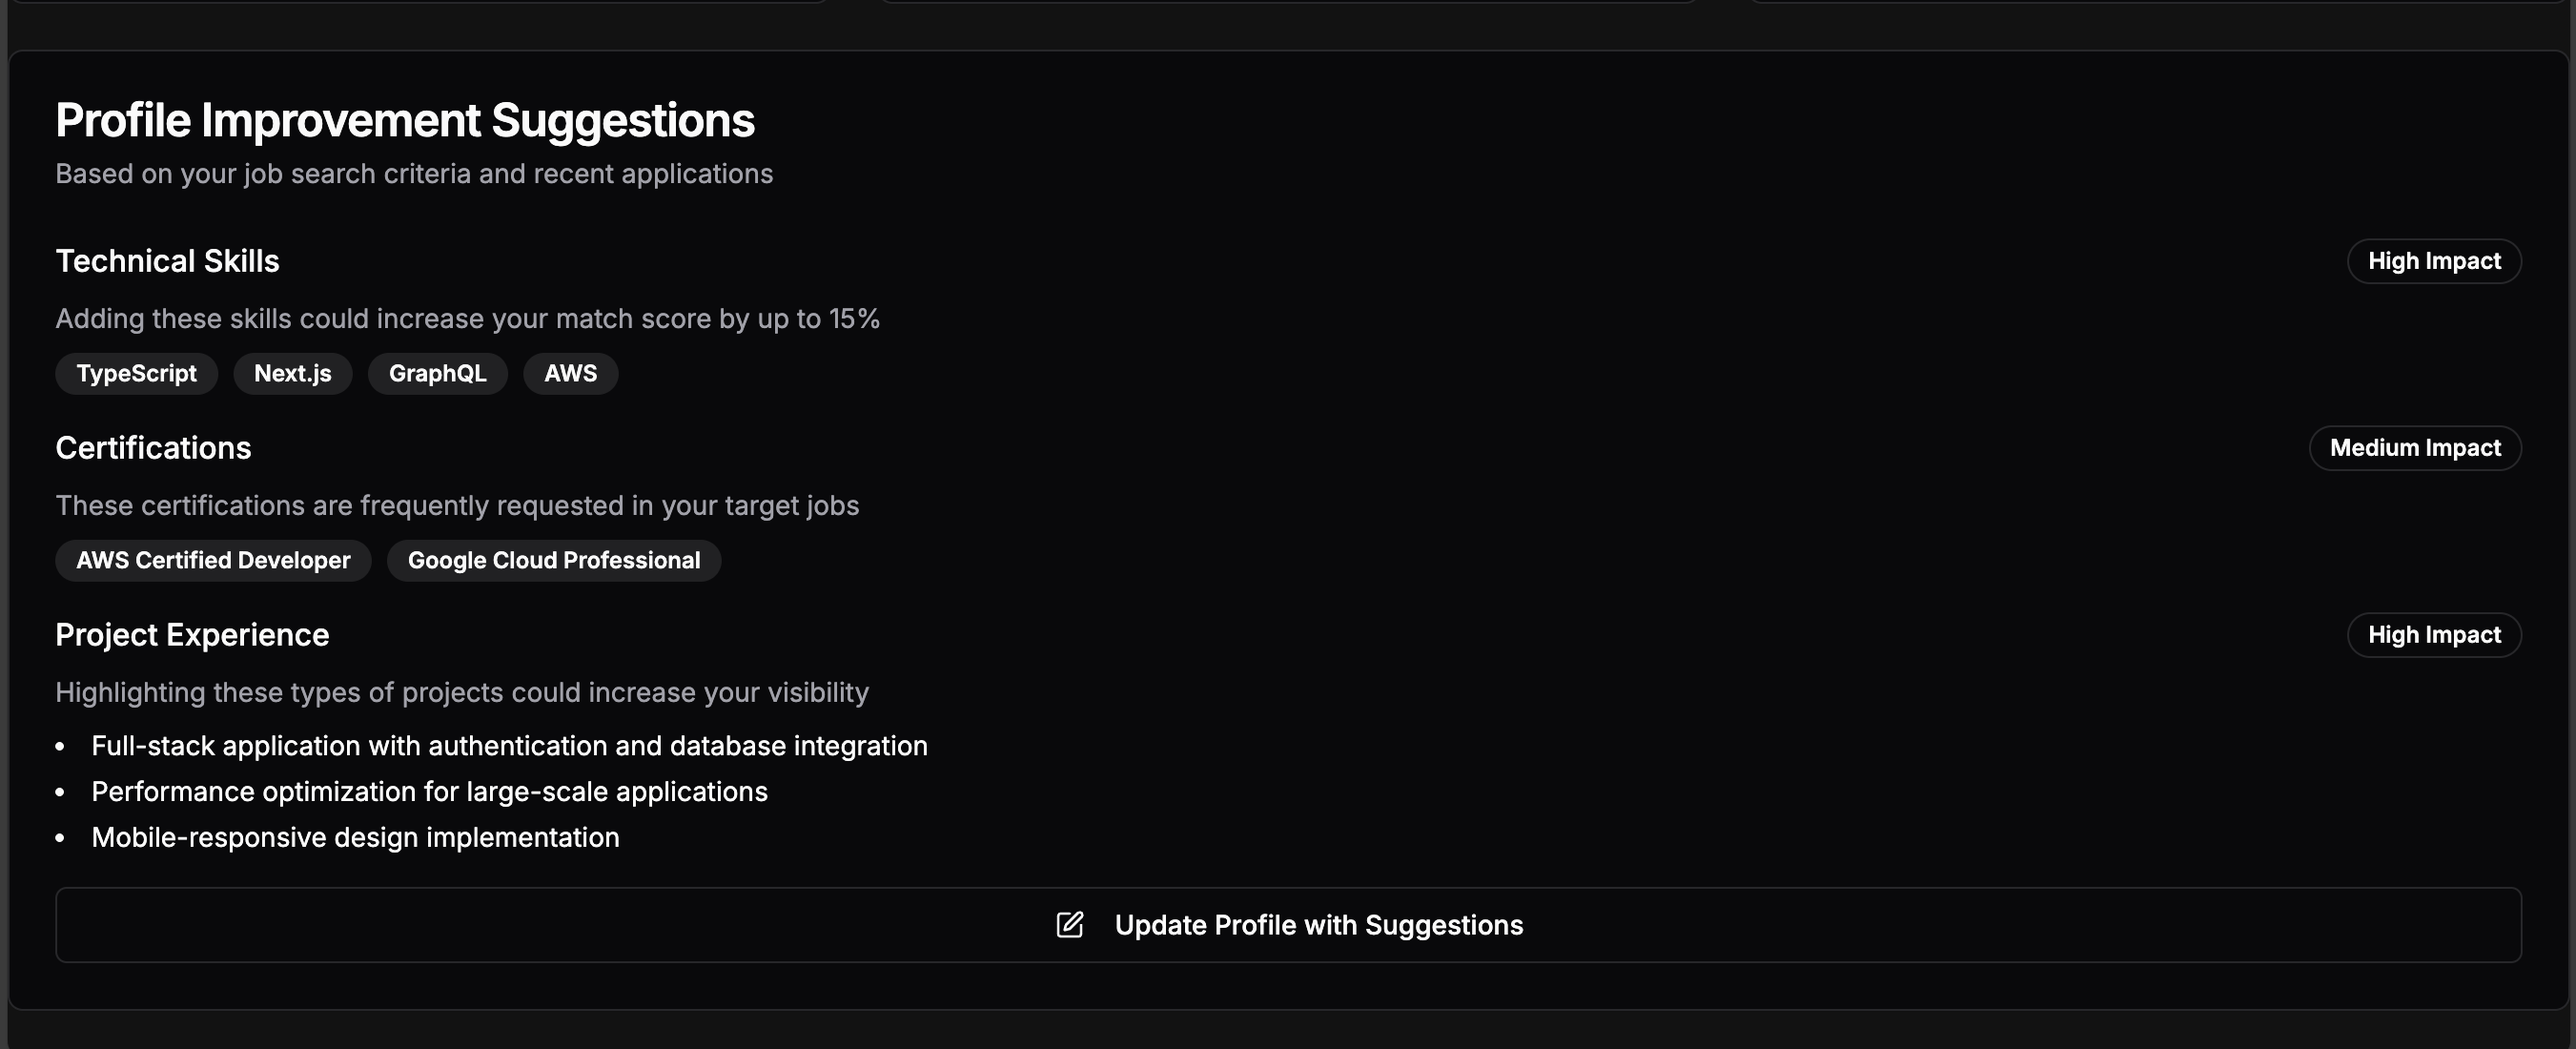 Profile Improvement Suggestions
Based on your job search criteria and recent applications
Technical Skills
High Impact
Adding these skills could increase your match score by up to 15%
TypeScript Next.js GraphQL AWS
Certifications
Medium Impact
These certifications are frequently requested in your target jobs
AWS Certified Developer Google Cloud Professional
Project Experience
High Impact
Highlighting these types of projects could increase your visibility
• Full-stack application with authentication and database integration
• Performance optimization for large-scale applications
• Mobile-responsive design implementation
Update Profile with Suggestions